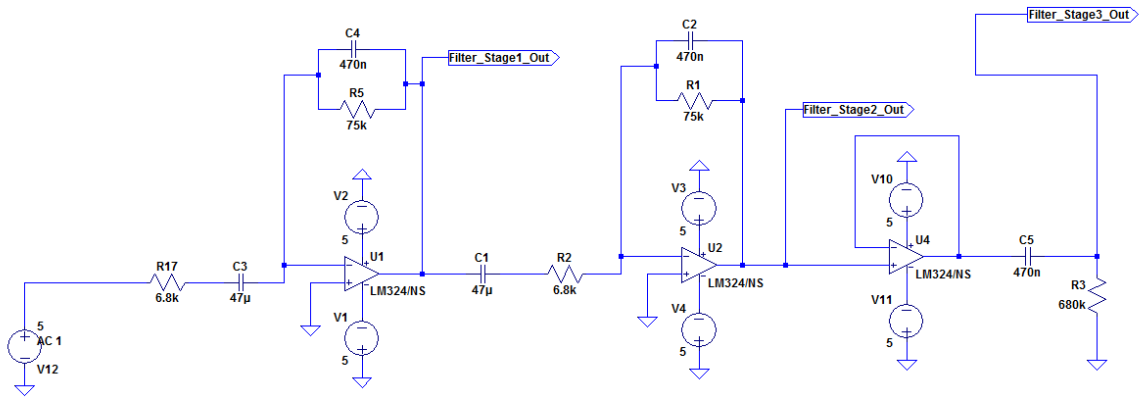 Filter_Stage3_Out
C4
470n
Filter_Stage1_Out
R5
75k
C2
470n
R1
75k
Filter_Stage2_Out
V2
5
U1
LM324/NS
V1
5
R17
6.8k
C3
47µ
5
AC 1
V12
C1
47µ
R2
6.8k
V3
5
U2
LM324/NS
V4
5
V10
5
U4
LM324/NS
V11
5
C5
470n
R3
680k